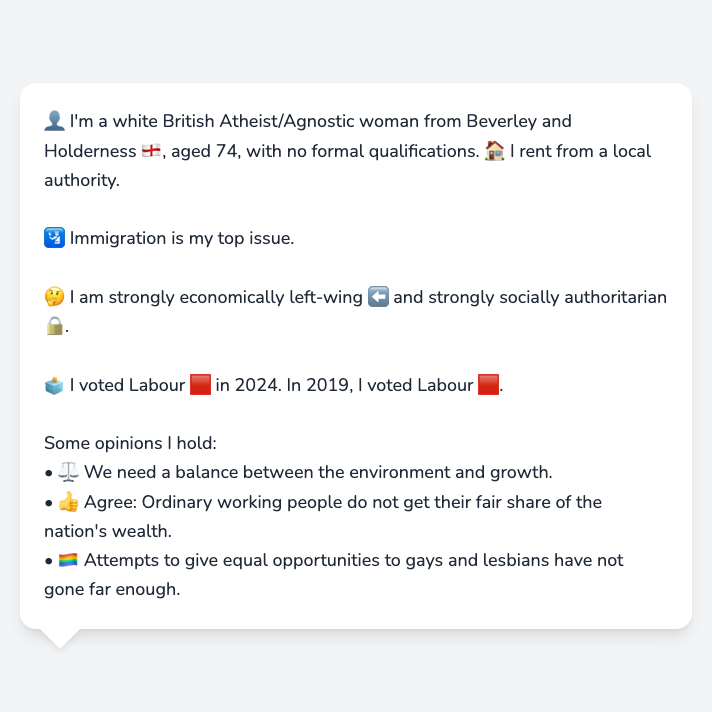 👤 I'm a white British Atheist/Agnostic woman from Beverley and
Holderness 🏴󠁧󠁢󠁥󠁮󠁧󠁿, aged 74, with no formal qualifications. 🏠 I rent from a local
authority.
🛂 Immigration is my top issue.
🤔 I am strongly economically left-wing ⬅️ and strongly socially authoritarian
🔒.
🗳️ I voted Labour 🟥 in 2024. In 2019, I voted Labour 🟥.
Some opinions I hold:
• ⚖️ We need a balance between the environment and growth.
• 👍 Agree: Ordinary working people do not get their fair share of the
nation's wealth.
• 🏳️‍🌈 Attempts to give equal opportunities to gays and lesbians have not
gone far enough.